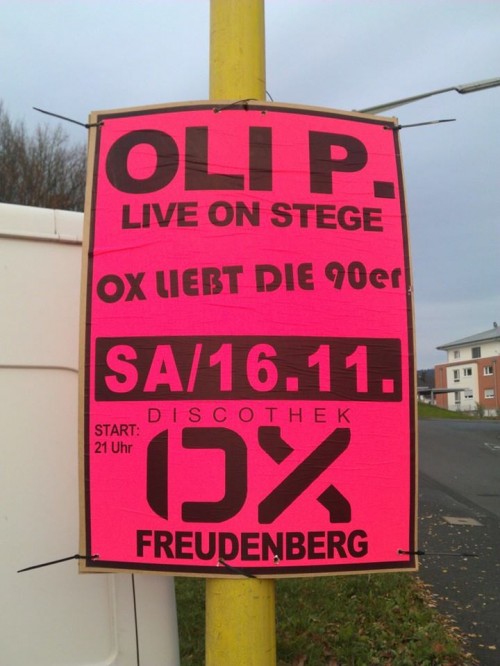 OLI P.
LIVE ON STEGE
OX LIEBT DIE 90er
SA/16.11.
DISCOTHEK
START:
21 Uhr
OX
FREUDENBERG